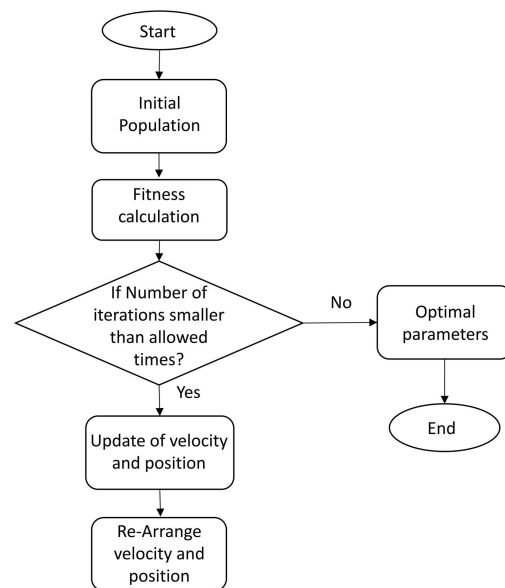 Start
Initial
Population
Fitness
calculation
If Number of
iterations smaller
than allowed
times?
No
Optimal
parameters
Yes
End
Update of velocity
and position
Re-Arrange
velocity and
position